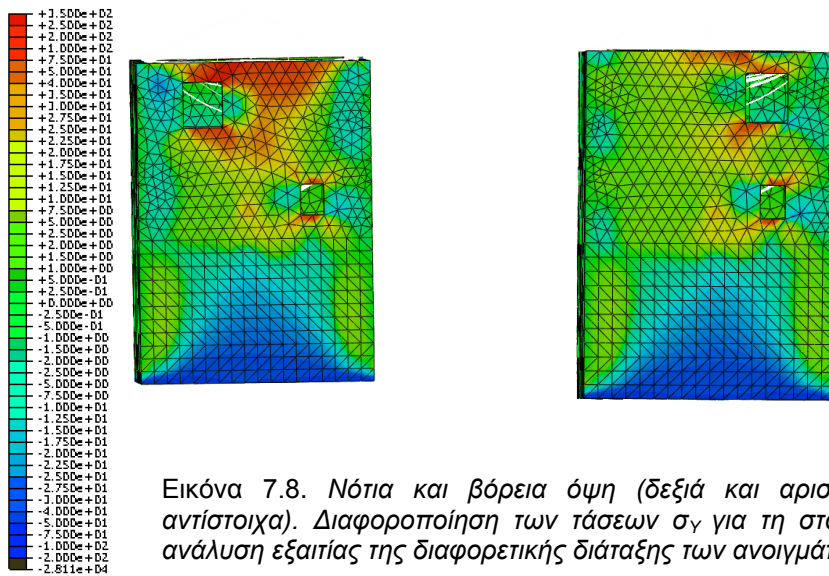 +3.500e+02
+2.500e+02
+2.000e+02
+1.000e+02
+7.500e+01
+5.000e+01
+4.000e+01
+3.500e+01
+3.000e+01
+2.750e+01
+2.500e+01
+2.250e+01
+2.000e+01
+1.750e+01
+1.500e+01
+1.250e+01
+1.000e+01
+7.500e+00
+5.000e+00
+2.500e+00
+2.000e+00
+1.500e+00
+1.000e+00
+5.000e-01
+2.500e-01
+0.000e+00
-2.500e-01
-5.000e-01
-1.000e+00
-1.500e+00
-2.000e+00
-5.000e+00
-7.500e+00
-1.000e+01
-1.250e+01
-1.500e+01
-1.750e+01
-2.000e+01
-2.250e+01
-2.500e+01
-2.750e+01
-3.000e+01
-4.000e+01
-5.000e+01
-7.500e+01
-1.000e+02
-2.000e+02
-2.811e+04
Εικόνα 7.8. Νότια και βόρεια όψη (δεξιά και αρισ
αντίστοιχα). Διαφοροποίηση των τάσεων σY για τη στα
ανάλυση εξαιτίας της διαφορετικής διάταξης των ανοιγμάτ